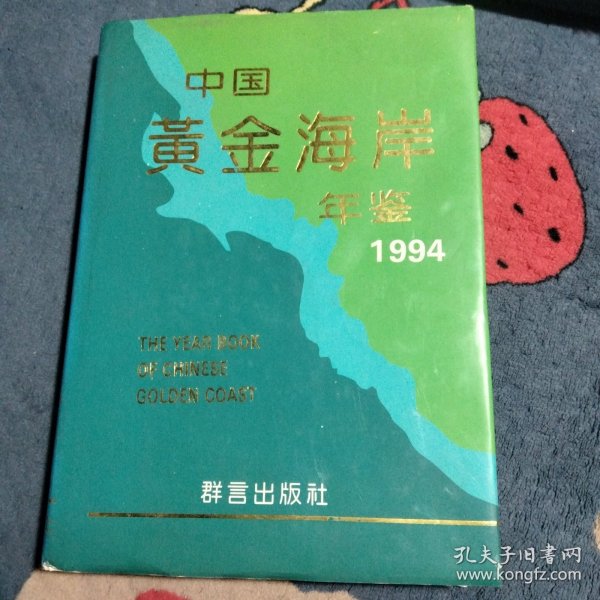 中国
黃金海岸
年鉴
1994
THE YEAR BOOK
OF CHINESE
GOLDEN COAST
群言出版社
孔夫子旧书网
www.kongfz.com